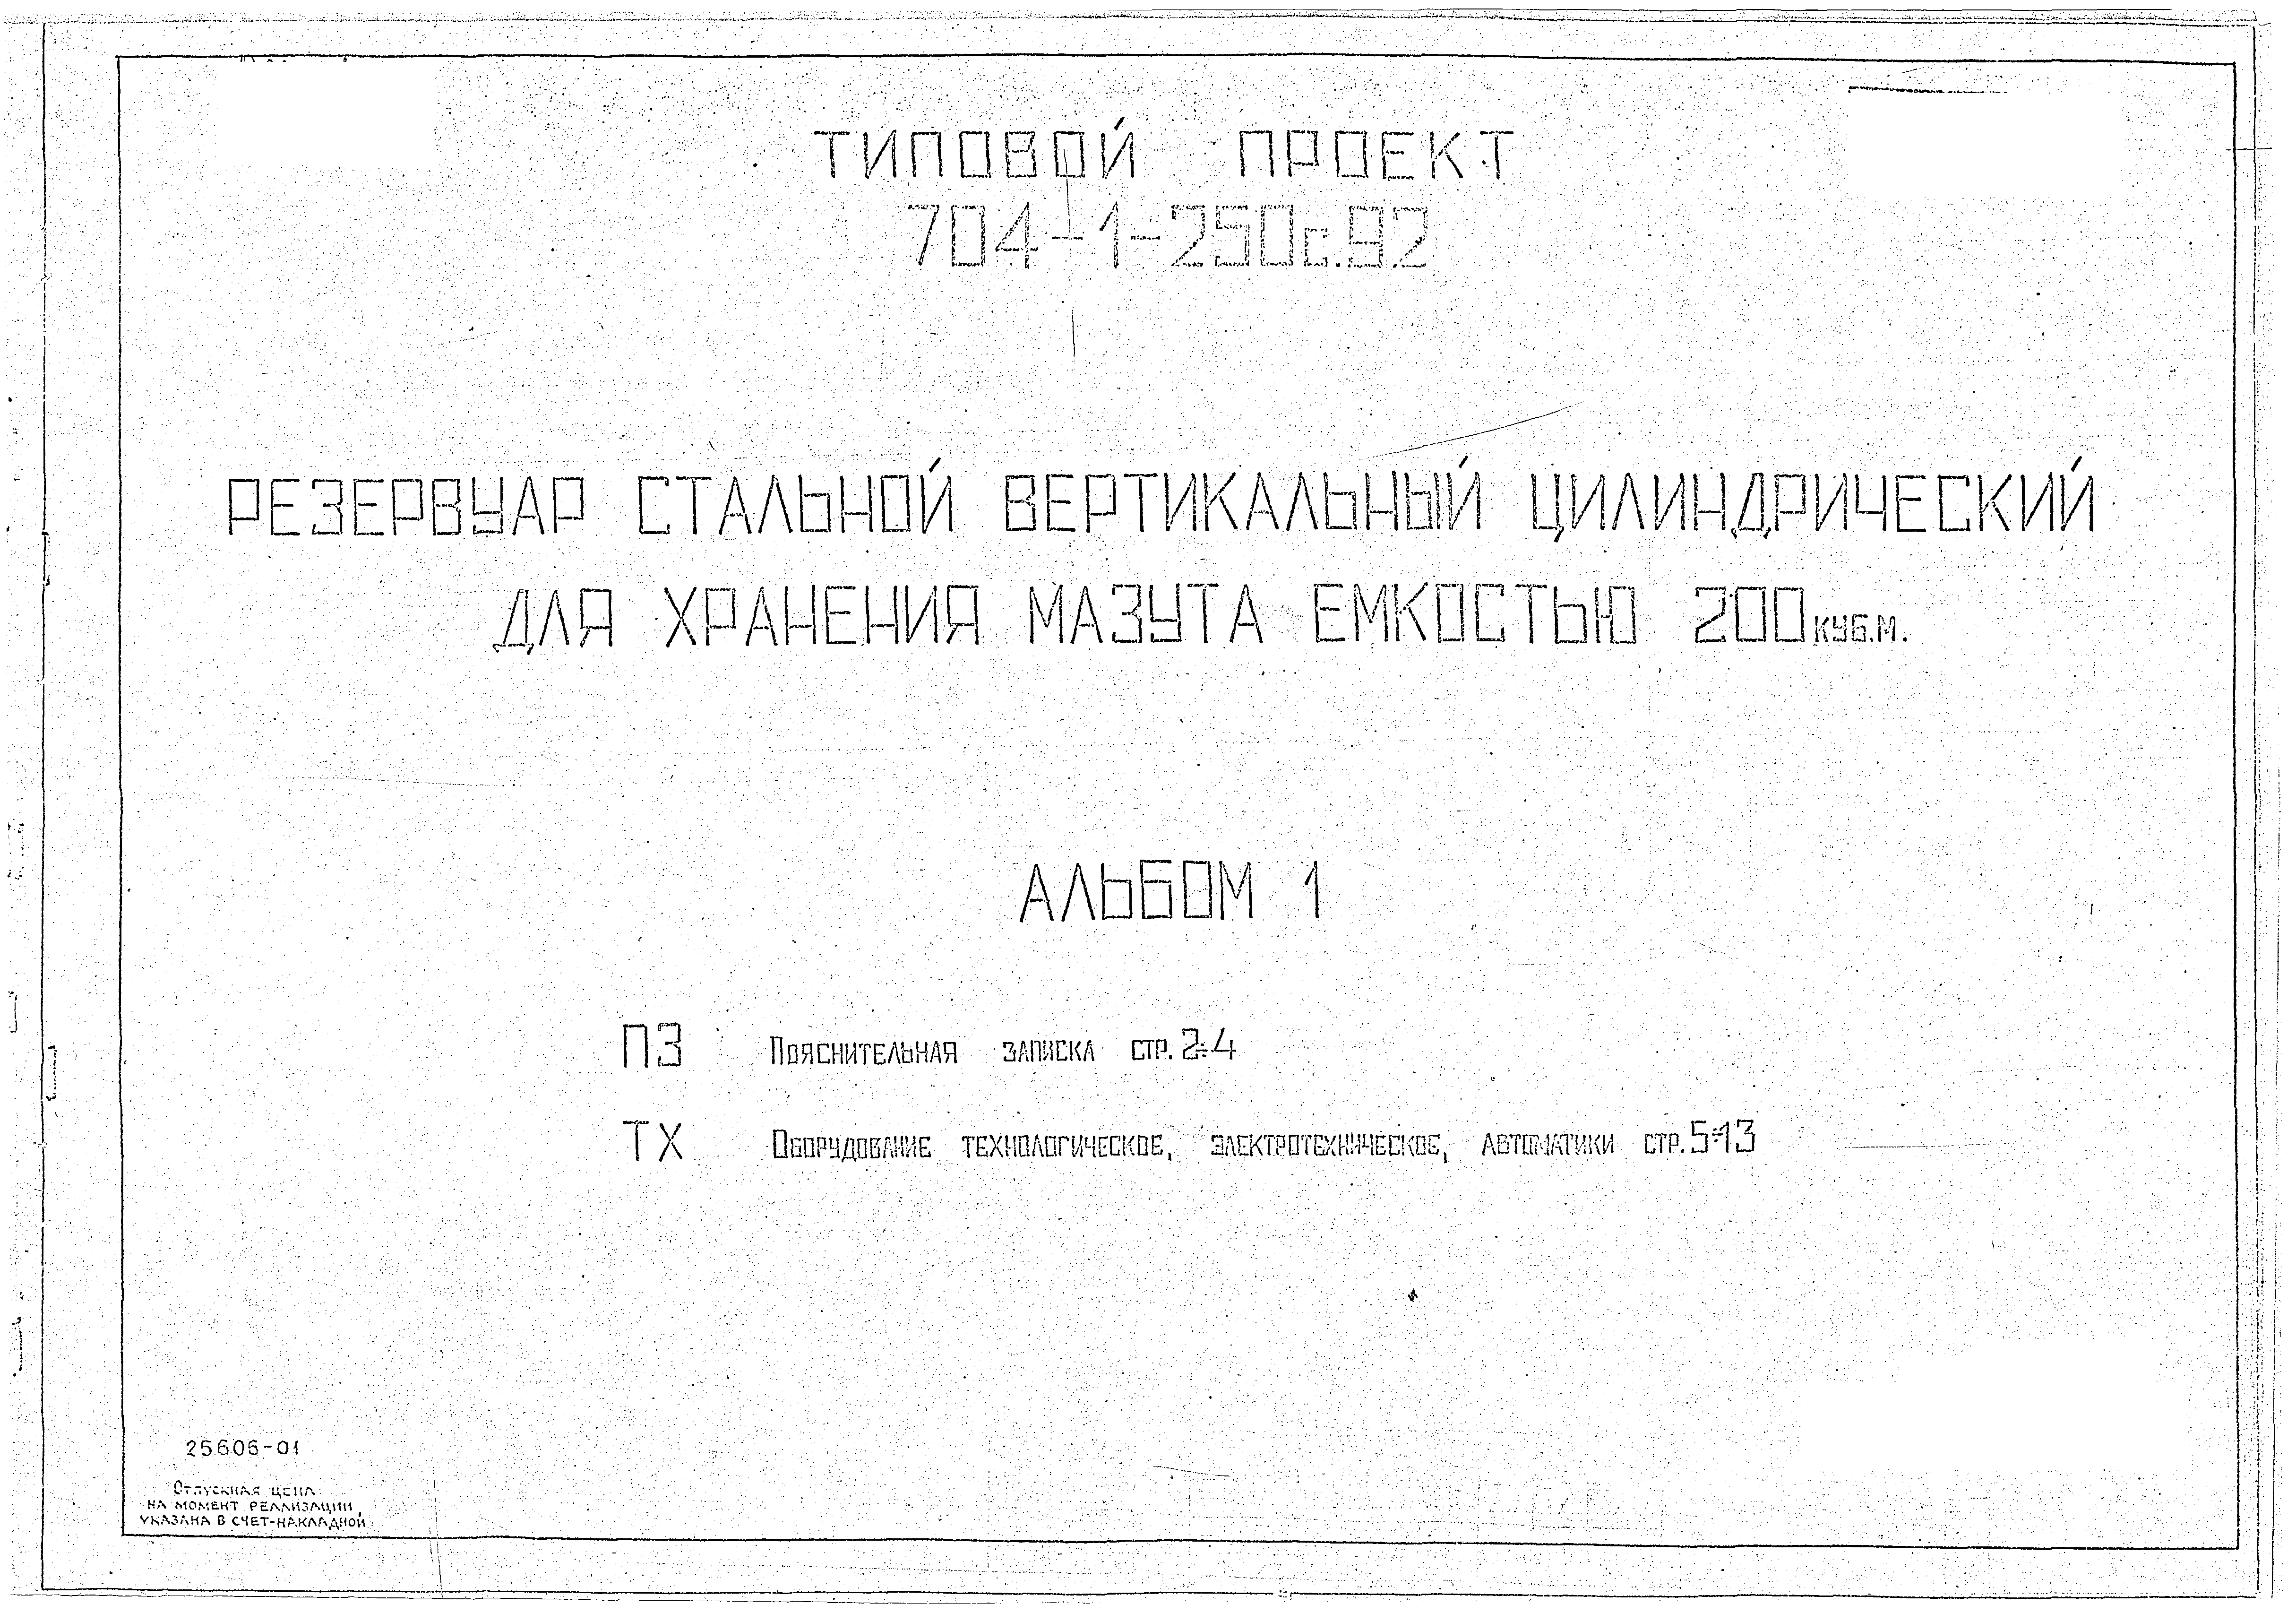 ТИПОВОЙ ПРОЕКТ
704-1-250с.92
РЕЗЕРВУАР СТАЛЬНОЙ ВЕРТИКАЛЬНЫЙ ЦИЛИНДРИЧЕСКИЙ
ДЛЯ ХРАНЕНИЯ МАЗУТА ЕМКОСТЬЮ 200 КУБ.М.
АЛЬБОМ 1
ПЗ ПОЯСНИТЕЛЬНАЯ ЗАПИСКА СТР. 2÷4
ТХ ОБОРУДОВАНИЕ ТЕХНОЛОГИЧЕСКОЕ, ЭЛЕКТРОТЕХНИЧЕСКОЕ, АВТОМАТИКИ СТР. 5÷13
25606-01
ОТПУСКНАЯ ЦЕНА
НА МОМЕНТ РЕАЛИЗАЦИИ
УКАЗАНА В СЧЕТ-НАКЛАДНОЙ